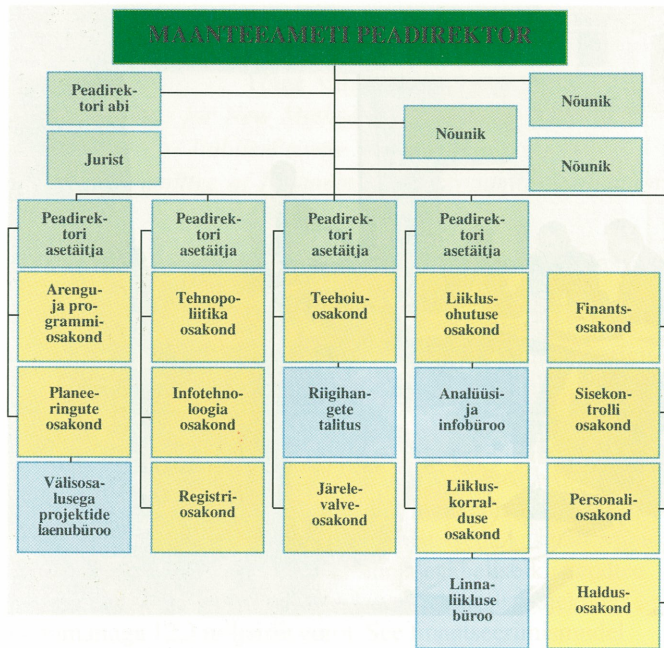 MAANTEEAMETI PEADIREKTOR
Peadirek-
tori abi
Nõunik
Nõunik
Jurist
Nõunik
Peadirek-
tori
asetäitja
Peadirek-
tori
asetäitja
Peadirek-
tori
asetäitja
Peadirek-
tori
asetäitja
Arengu-
ja pro-
grammi-
osakond
Tehnopo-
liitika
osakond
Teehoiu-
osakond
Liiklus-
ohutuse
osakond
Finants-
osakond
Planee-
ringute
osakond
Infotehno-
loogia
osakond
Riigihan-
gete
talitus
Analüüsi-
ja
infobüroo
Sisekon-
trolli
osakond
Välisosa-
lusega
projektide
laenubüroo
Registri-
osakond
Järele-
valve-
osakond
Liiklus-
korral-
duse
osakond
Personali-
osakond
Linna-
liikluse
büroo
Haldus-
osakond